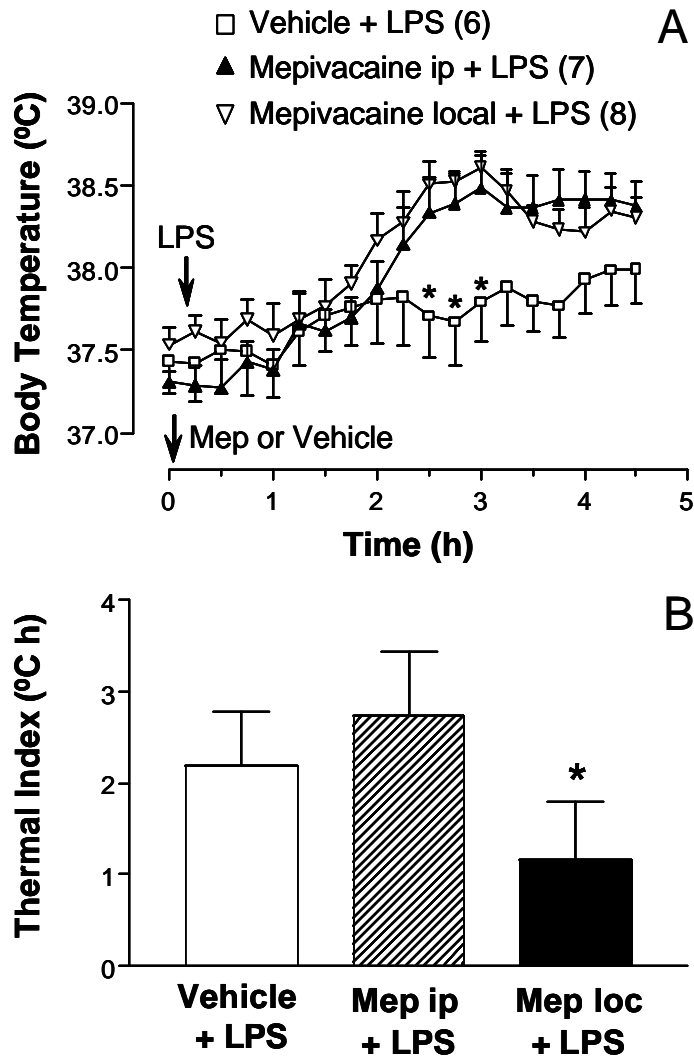 A
Vehicle + LPS (6)
Mepivacaine ip + LPS (7)
Mepivacaine local + LPS (8)
Body Temperature (ºC)
39.0
38.5
38.0
37.5
37.0
LPS
* * *
Mep or Vehicle
0 1 2 3 4 5
Time (h)
B
Thermal Index (ºC h)
4
3
2
1
0
*
Vehicle + LPS
Mep ip + LPS
Mep loc + LPS